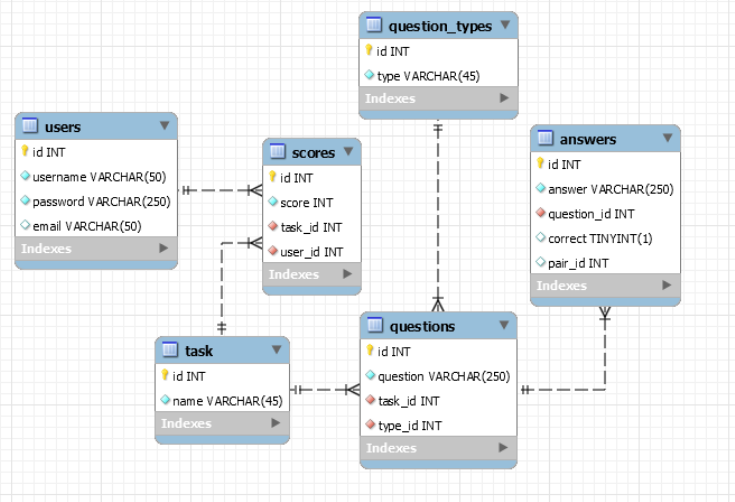 question_types
id INT
type VARCHAR(45)
Indexes
users
id INT
username VARCHAR(50)
password VARCHAR(250)
email VARCHAR(50)
Indexes
scores
id INT
score INT
task_id INT
user_id INT
Indexes
answers
id INT
answer VARCHAR(250)
question_id INT
correct TINYINT(1)
pair_id INT
Indexes
task
id INT
name VARCHAR(45)
Indexes
questions
id INT
question VARCHAR(250)
task_id INT
type_id INT
Indexes